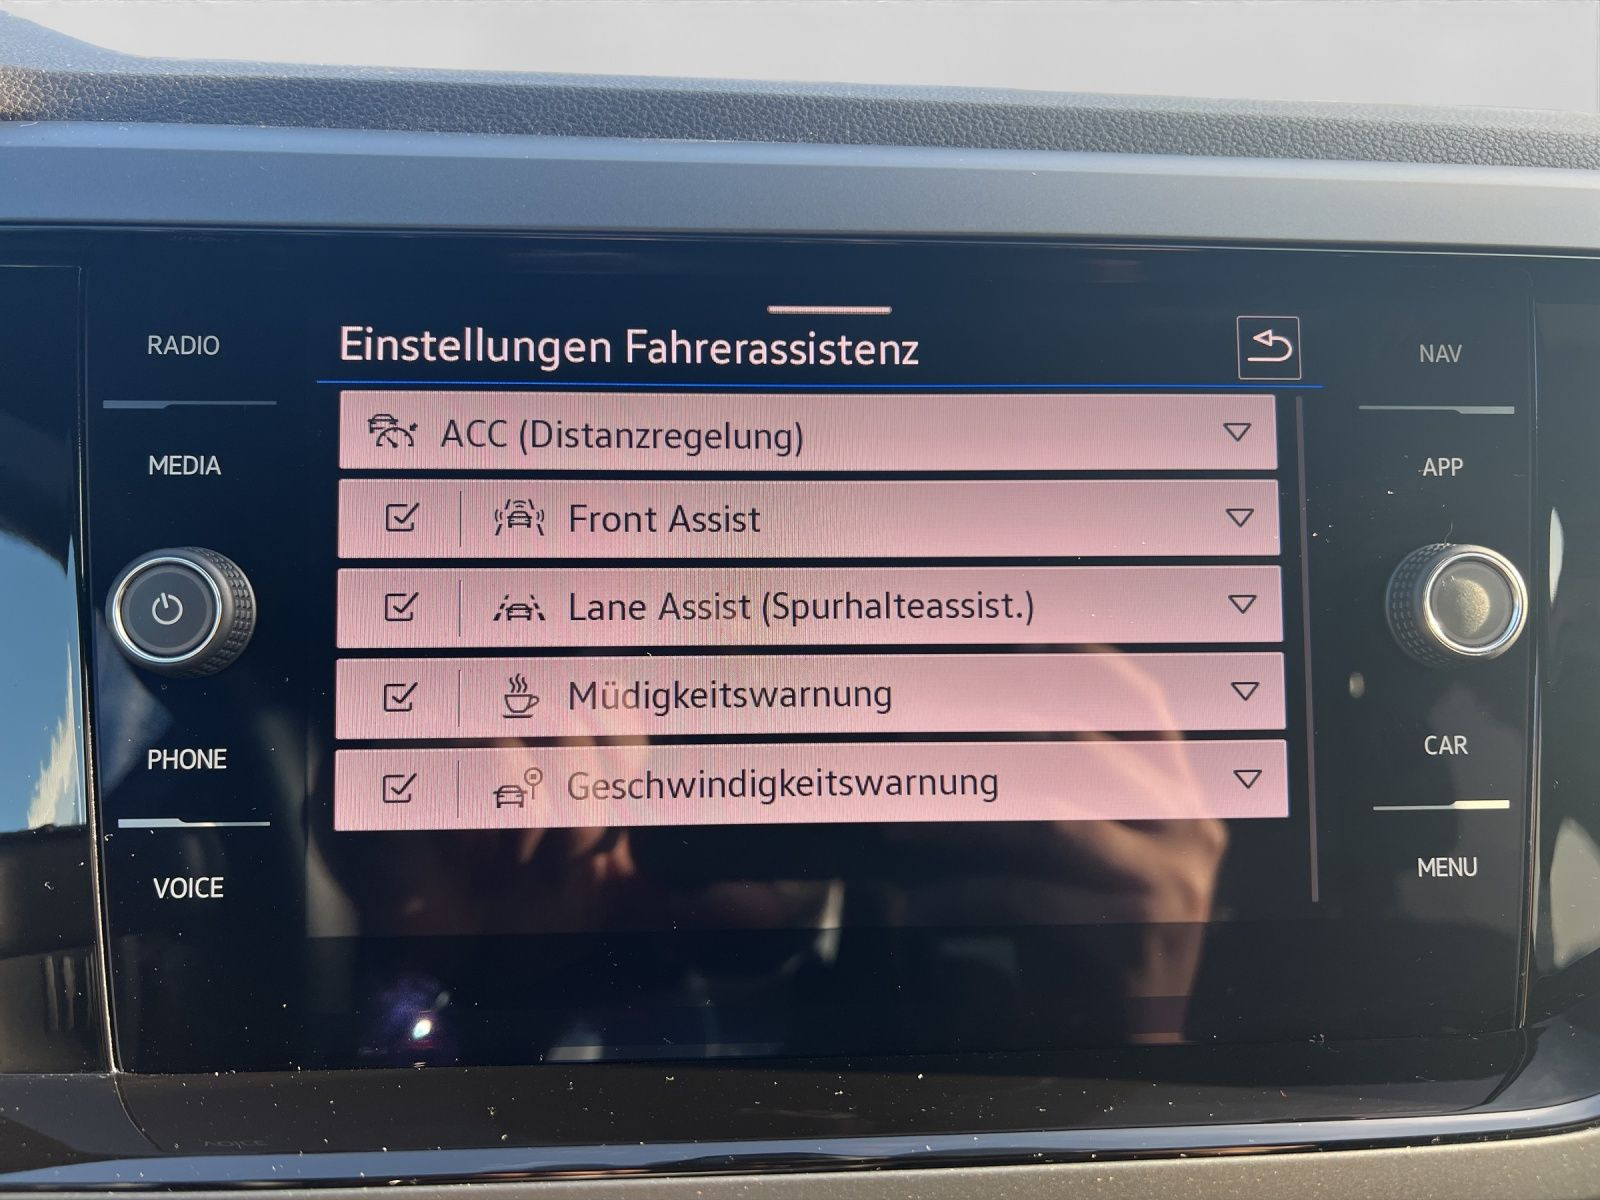 RADIO
MEDIA
PHONE
VOICE
Einstellungen Fahrerassistenz
ACC (Distanzregelung)
Front Assist
Lane Assist (Spurhalteassist.)
Müdigkeitswarnung
Geschwindigkeitswarnung
NAV
APP
CAR
MENU